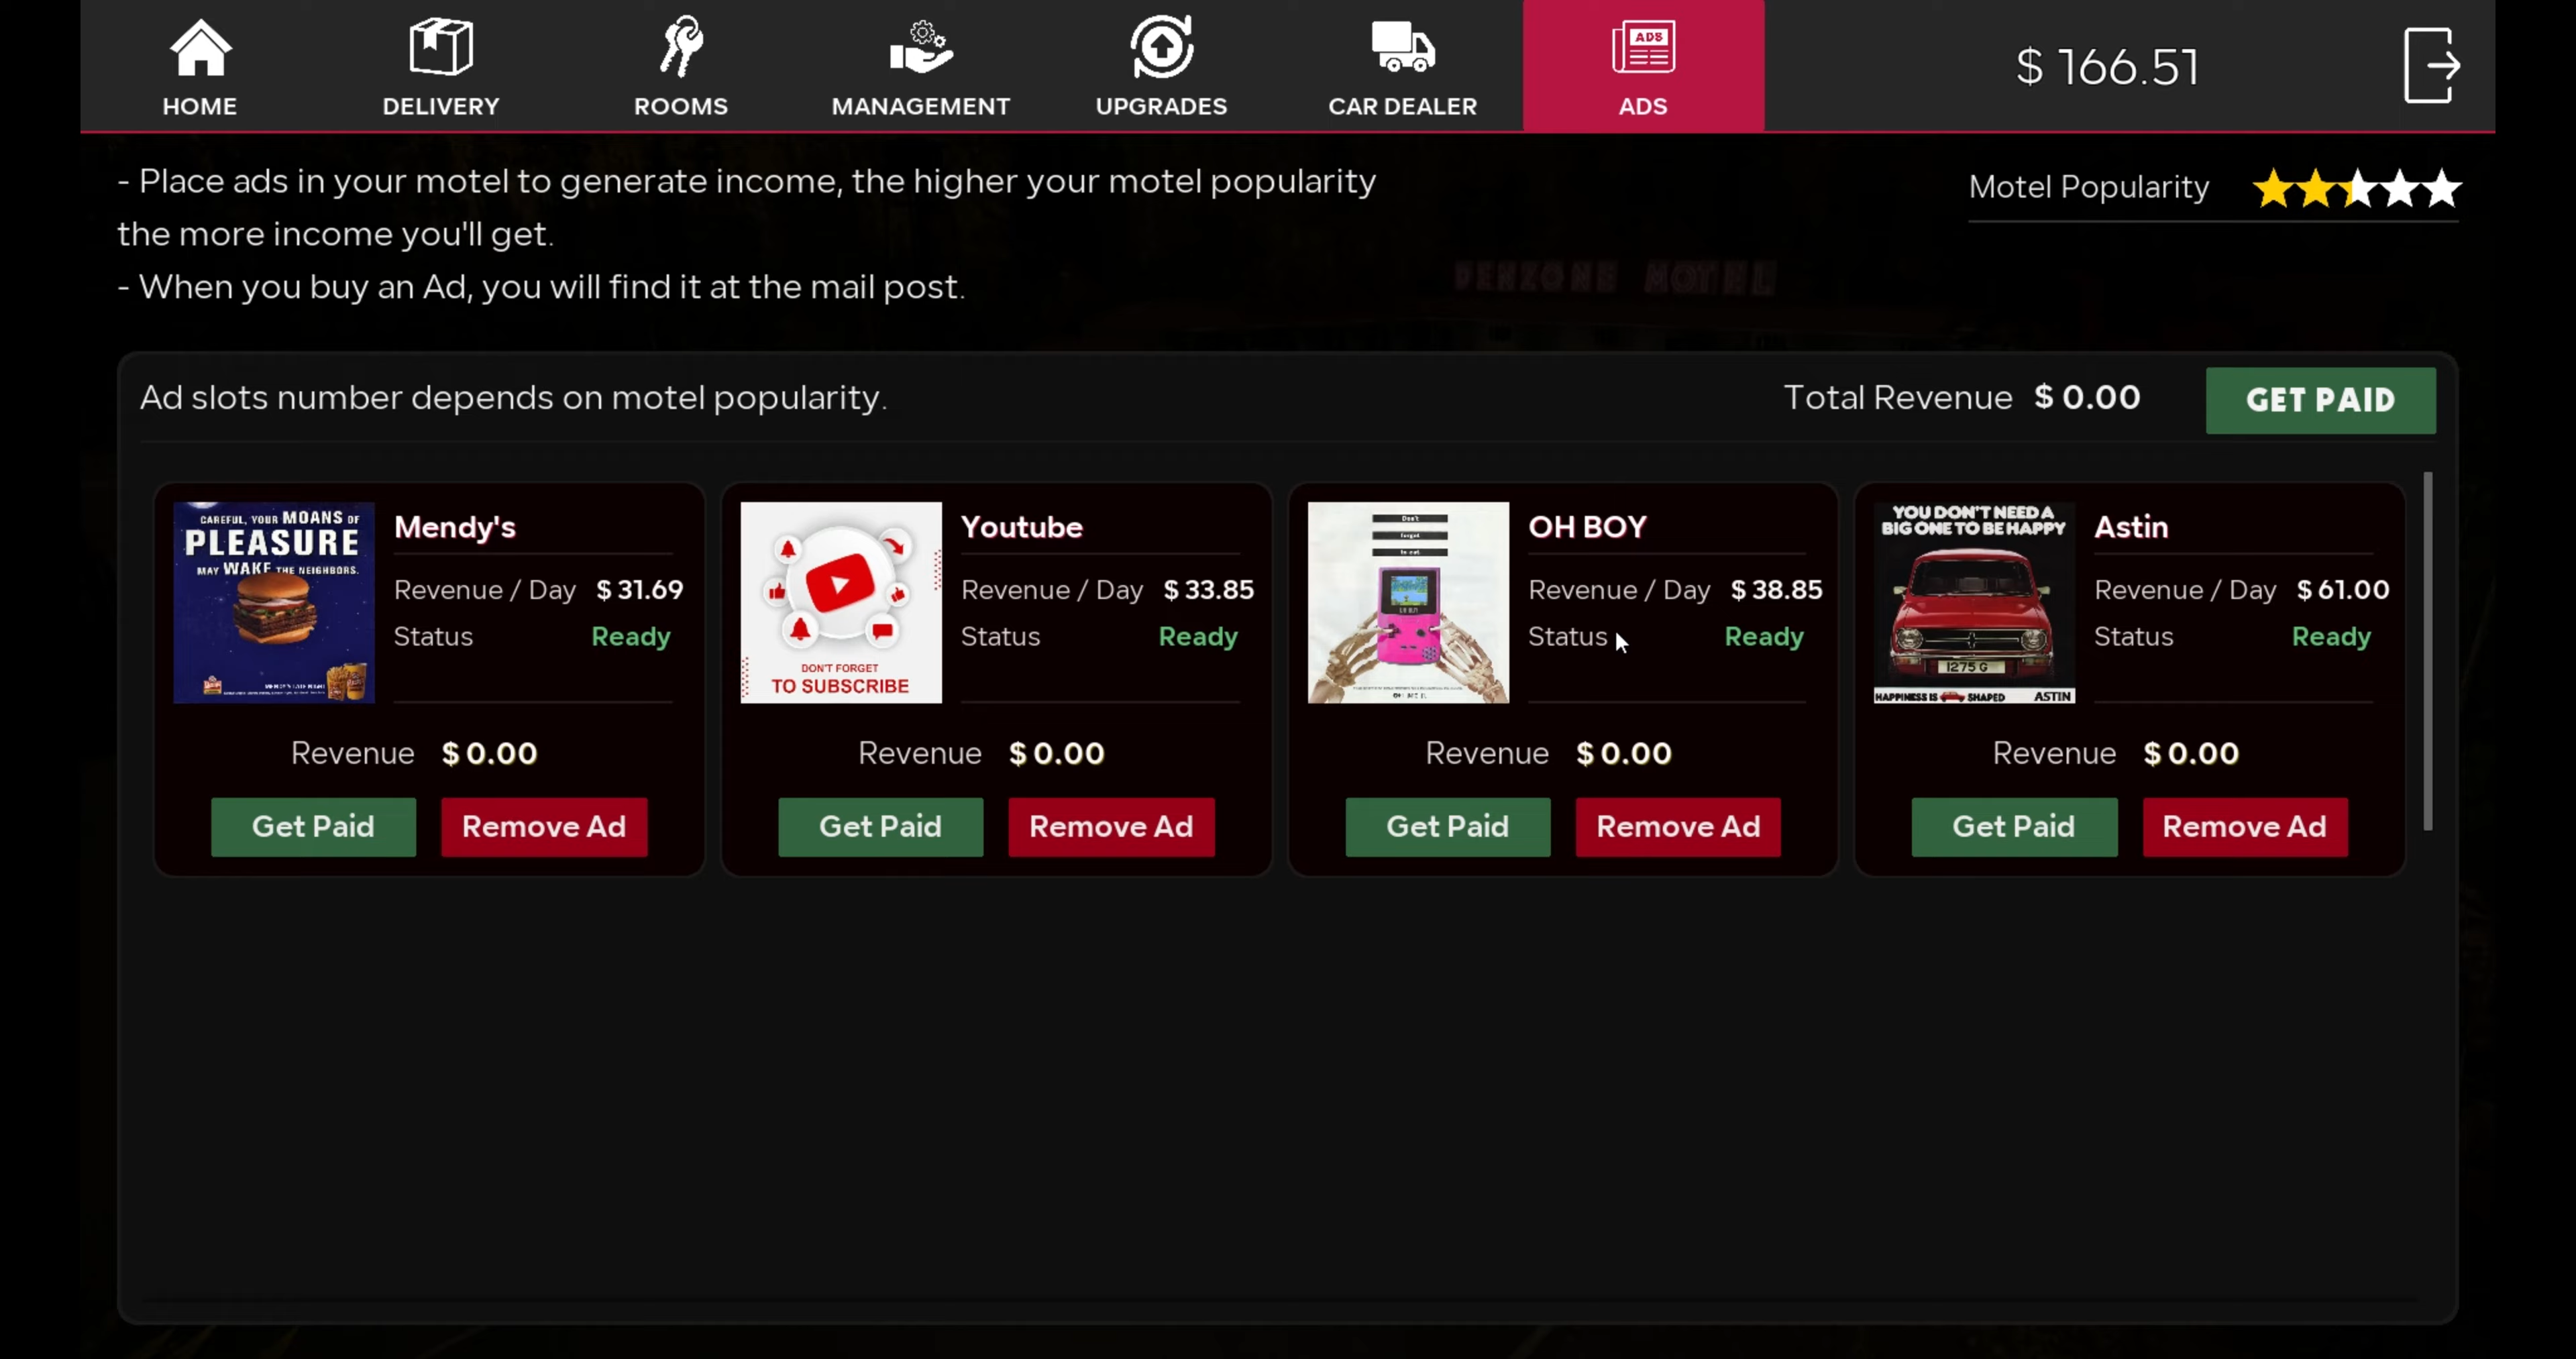 HOME
DELIVERY
ROOMS
MANAGEMENT
UPGRADES
CAR DEALER
ADS
ADS
$ 166.51
- Place ads in your motel to generate income, the higher your motel popularity
the more income you'll get.
- When you buy an Ad, you will find it at the mail post.
Motel Popularity
MOTEL
Ad slots number depends on motel popularity.
Total Revenue $ 0.00
GET PAID
CAREFUL, YOUR MOANS OF
PLEASURE
MAY WAKE THE NEIGHBORS.
Mendy's
Revenue / Day $ 31.69
Status Ready
Revenue $ 0.00
Get Paid
Remove Ad
DON'T FORGET
TO SUBSCRIBE
Youtube
Revenue / Day $ 33.85
Status Ready
Revenue $ 0.00
Get Paid
Remove Ad
Don't
forget
to eat.
OH BOY
Revenue / Day $ 38.85
Status Ready
Revenue $ 0.00
Get Paid
Remove Ad
YOU DON'T NEED A
BIG ONE TO BE HAPPY
1275 G
HAPPINESS IS SHAPED ASTIN
Astin
Revenue / Day $ 61.00
Status Ready
Revenue $ 0.00
Get Paid
Remove Ad